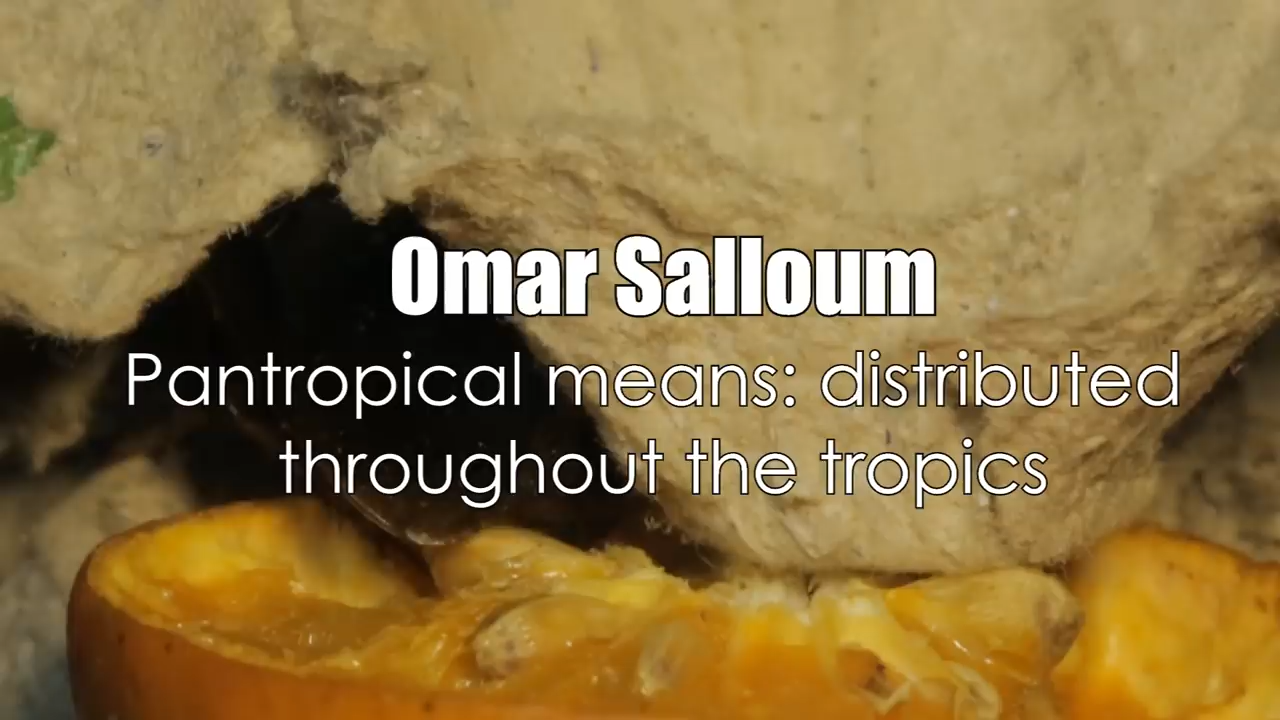 Omar Salloum
Pantropical means: distributed
throughout the tropics